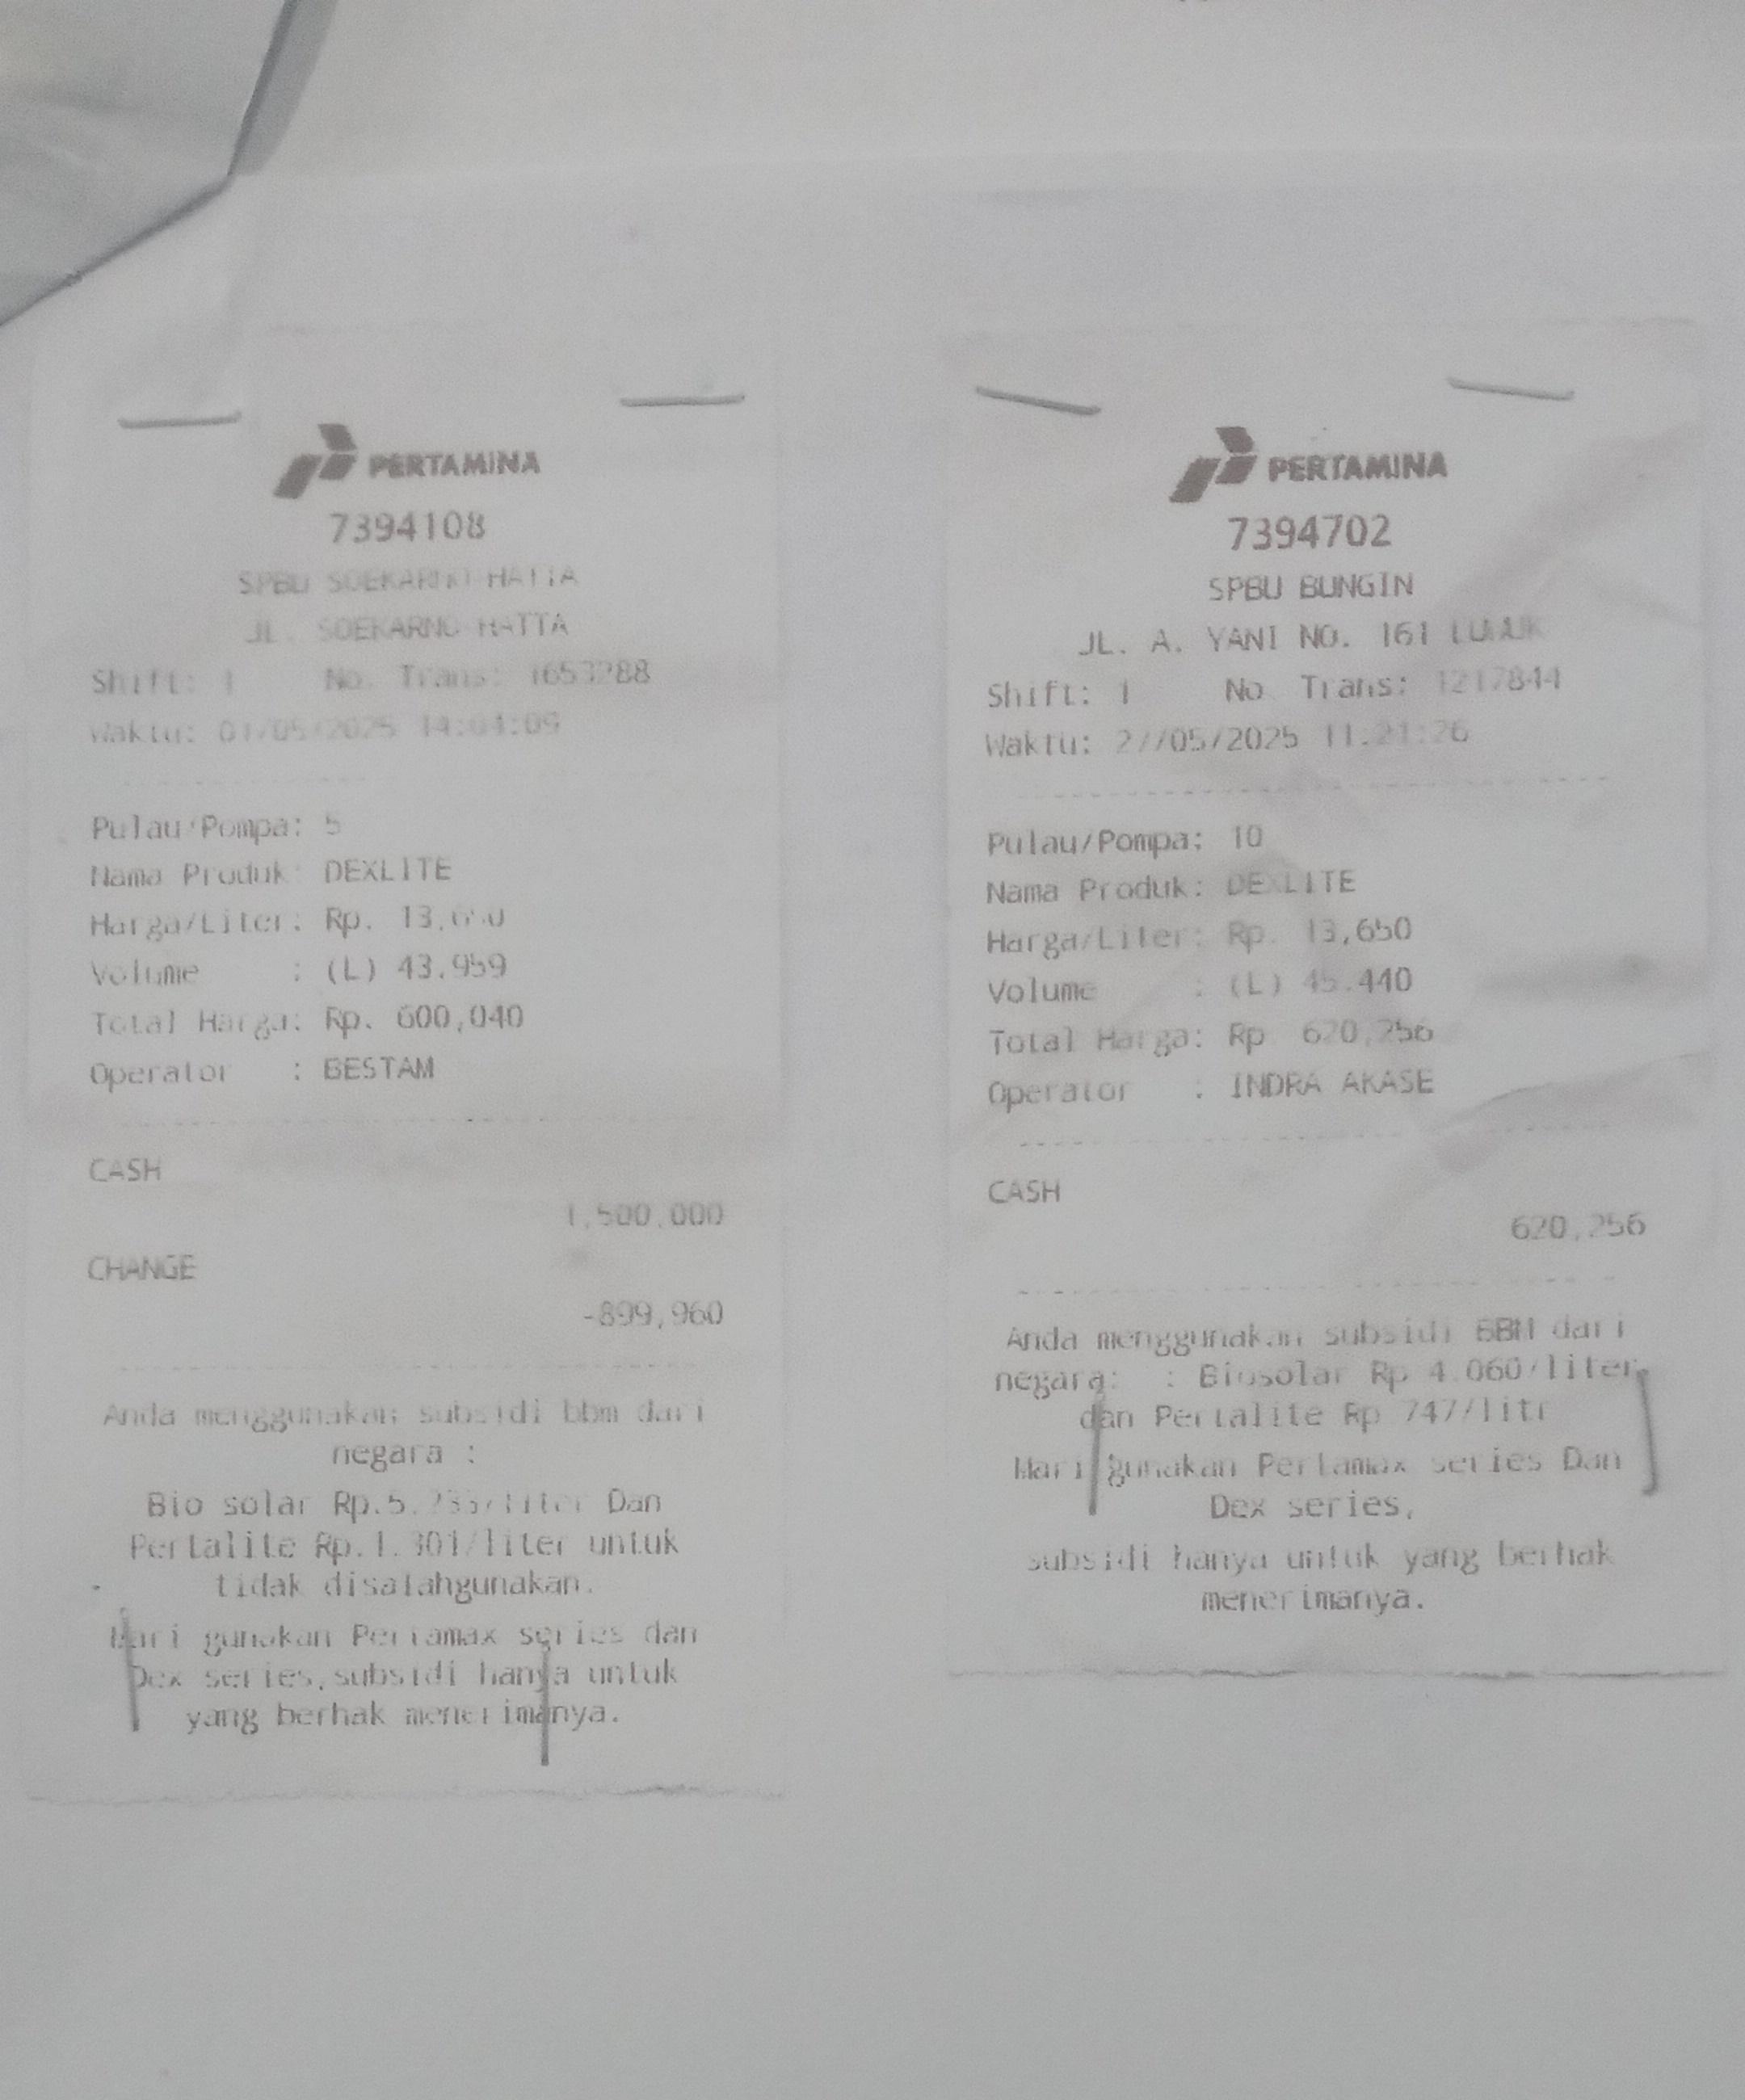 PERTAMINA
7394108
SPBU SOEKARNO HATTA
JL. SOEKARNO HATTA
Shift: 1 No. Trans: 1653288
Waktu: 01/05/2025 14:04:09
Pulau/Pompa: 5
Nama Produk: DEXLITE
Harga/Liter: Rp. 13,650
Volume : (L) 43.959
Total Harga: Rp. 600,040
Operator : BESTAM
CASH
1,500,000
CHANGE
-899,960
Anda menggunakan subsidi bbm dari
negara :
Bio solar Dan
Pertalite Rp.1.301/liter untuk
tidak disalahgunakan.
Mari gunakan Pertamax series dan
Dex series,subsidi hanya untuk
yang berhak menerimanya.
PERTAMINA
7394702
SPBU BUNGIN
JL. A. YANI NO. 161 LUWUK
Shift: 1 No. Trans: 1217844
Waktu: 27/05/2025 11:21:26
Pulau/Pompa: 10
Nama Produk: DEXLITE
Harga/Liter: Rp. 13,650
Volume : (L) 45.440
Total Harga: Rp. 620,256
Operator : INDRA AKASE
CASH
620,256
Anda menggunakan subsidi BBM dari
negara: : Biosolar Rp 4.060/liter
dan Pertalite Rp 747/litr
Mari gunakan Pertamax series Dan
Dex series,
subsidi hanya untuk yang berhak
menerimanya.